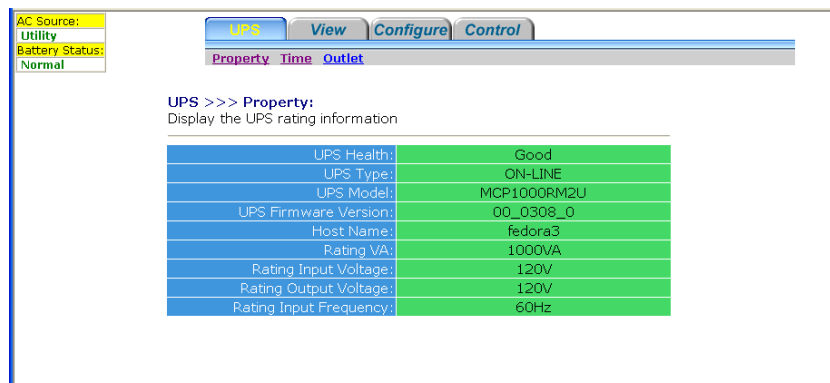 AC Source:
Utility
Battery Status:
Normal
UPS View Configure Control
Property Time Outlet
UPS >>> Property:
Display the UPS rating information
UPS Health: Good
UPS Type: ON-LINE
UPS Model: MCP1000RM2U
UPS Firmware Version: 00_0308_0
Host Name: fedora3
Rating VA: 1000VA
Rating Input Voltage: 120V
Rating Output Voltage: 120V
Rating Input Frequency: 60Hz